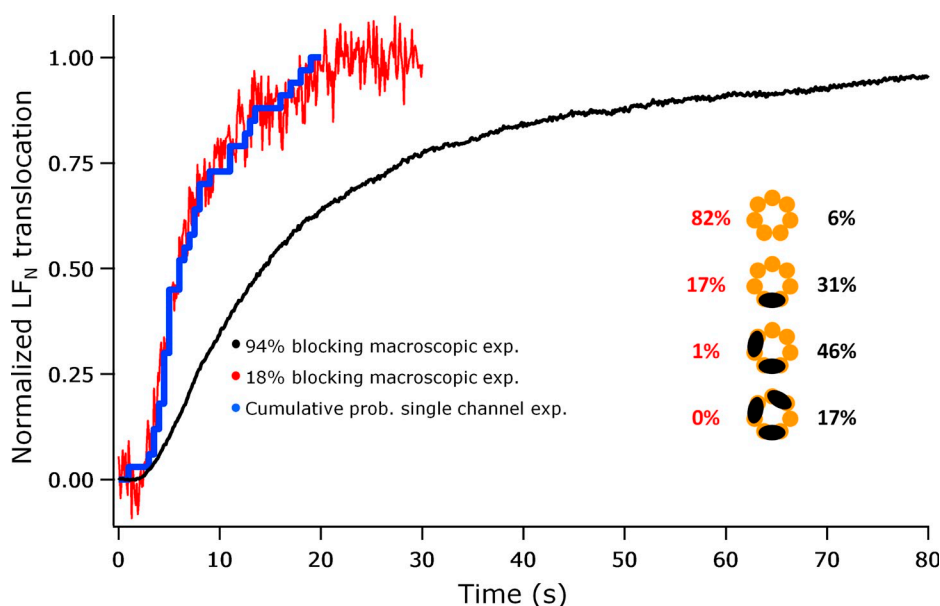 1.00
0.75
0.50
0.25
0.00
Normalized LFN translocation
82% 6%
17% 31%
1% 46%
0% 17%
94% blocking macroscopic exp.
18% blocking macroscopic exp.
Cumulative prob. single channel exp.
0 10 20 30 40 50 60 70 80
Time (s)